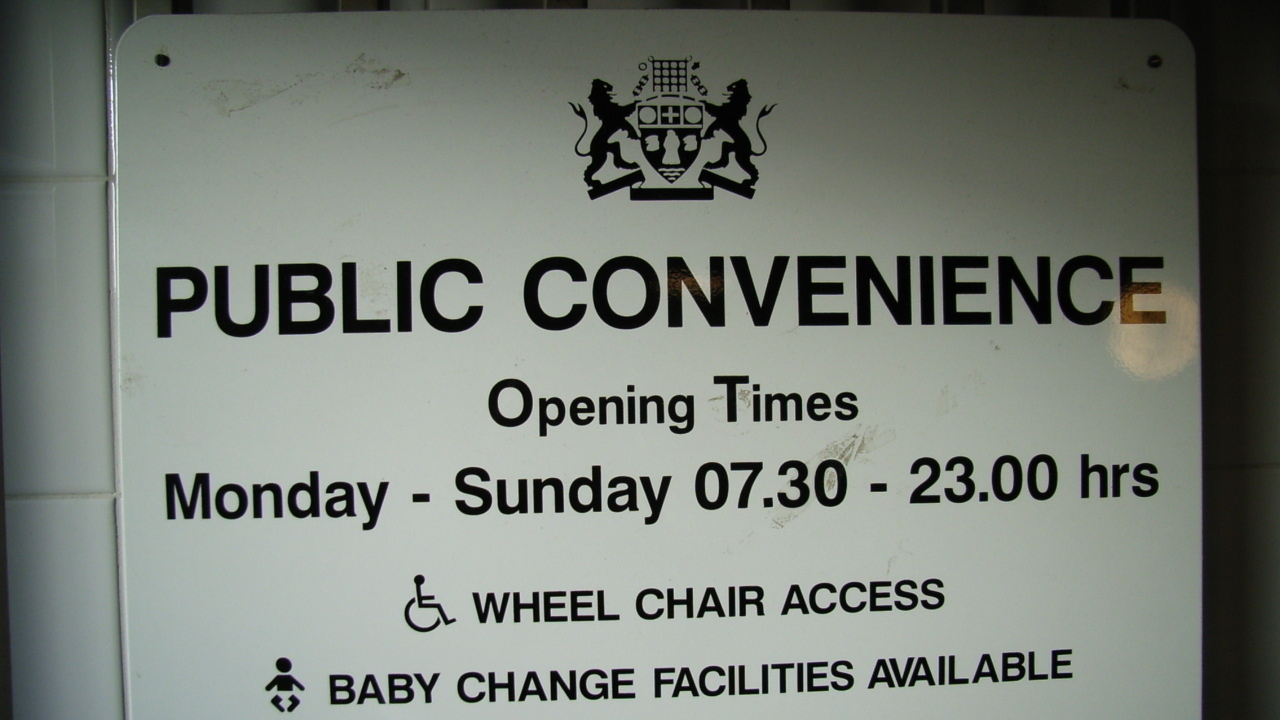 PUBLIC CONVENIENCE
Opening Times
Monday - Sunday 07.30 - 23.00 hrs
WHEEL CHAIR ACCESS
BABY CHANGE FACILITIES AVAILABLE